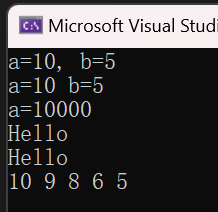 Microsoft Visual Studi
a=10, b=5
a=10 b=5
a=10000
Hello
Hello
10 9 8 6 5